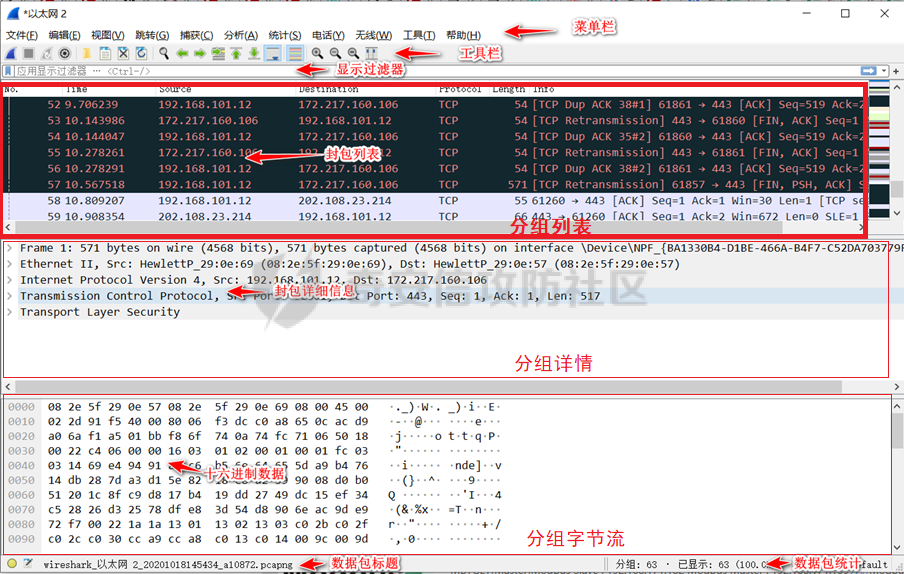 *以太网 2
文件(F) 编辑(E) 视图(V) 跳转(G) 捕获(C) 分析(A) 统计(S) 电话(Y) 无线(W) 工具(T) 帮助(H)
菜单栏
工具栏
应用显示过滤器 … <Ctrl-/>
显示过滤器
No. Time Source Destination Protocol Length Info
52 9.706239 192.168.101.12 172.217.160.106 TCP 54 [TCP Dup ACK 38#1] 61861 → 443 [ACK] Seq=519 Ack=2
53 10.143986 172.217.160.106 192.168.101.12 TCP 54 [TCP Retransmission] 443 → 61860 [FIN, ACK] Seq=1
54 10.144047 192.168.101.12 172.217.160.106 TCP 54 [TCP Dup ACK 35#2] 61860 → 443 [ACK] Seq=519 Ack=2
55 10.278261 172.217.160.106 192.168.101.12 TCP 54 [TCP Retransmission] 443 → 61861 [FIN, ACK] Seq=1
封包列表
56 10.278291 192.168.101.12 172.217.160.106 TCP 54 [TCP Dup ACK 38#2] 61861 → 443 [ACK] Seq=519 Ack=2
57 10.567518 192.168.101.12 172.217.160.106 TCP 571 [TCP Retransmission] 61857 → 443 [FIN, PSH, ACK] S
58 10.809207 192.168.101.12 202.108.23.214 TCP 55 61260 → 443 [ACK] Seq=1 Ack=1 Win=30 Len=1 [TCP se
59 10.908354 202.108.23.214 192.168.101.12 TCP 66 443 → 61260 [ACK] Seq=1 Ack=2 Win=672 Len=0 SLE=1
分组列表
Frame 1: 571 bytes on wire (4568 bits), 571 bytes captured (4568 bits) on interface \Device\NPF_{BA1330B4-D1BE-466A-B4F7-C52DA703779F
Ethernet II, Src: HewlettP_29:0e:69 (08:2e:5f:29:0e:69), Dst: HewlettP_29:0e:57 (08:2e:5f:29:0e:57)
Internet Protocol Version 4, Src: 192.168.101.12, Dst: 172.217.160.106
Transmission Control Protocol, Port: 443, Seq: 1, Ack: 1, Len: 517
封包详细信息
Transport Layer Security
奇安信攻防社区
分组详情
0000 08 2e 5f 29 0e 57 08 2e 5f 29 0e 69 08 00 45 00 ·._)·W·. _)·i··E·
0010 02 2d 91 f5 40 00 80 06 f3 dc c0 a8 65 0c ac d9 ·-··@··· ····e···
0020 a0 6a f1 a5 01 bb f8 6f 74 0a 74 fc 71 06 50 18 ·j·····o t·t·q·P·
0030 00 22 c4 06 00 00 16 03 01 02 00 01 00 01 fc 03 ·"······ ········
0040 03 14 69 e4 94 91 5d a9 b4 76 ··i····· ·nde]··v
0050 14 db 28 7d a3 d1 5e 82 39 90 08 d0 b0 ··(}··^· ···9····
0060 51 20 1c 8f c9 d8 17 b4 19 dd 27 49 dc 15 ef 34 Q ······ ··'I···4
0070 c5 28 26 d3 25 78 df e8 3d 54 d8 90 6e ac d9 e9 ·(&·%x·· =T··n···
0080 72 f7 00 22 1a 1a 13 01 13 02 13 03 c0 2b c0 2f r··"···· ·····+·/
0090 c0 2c c0 30 cc a9 cc a8 c0 13 c0 14 00 9c 00 9d ·,·0···· ········
十六进制数据
分组字节流
wireshark_以太网 2_20201018145434_a10872.pcapng
数据包标题
分组: 63 · 已显示: 63 (100.
数据包统计
fault